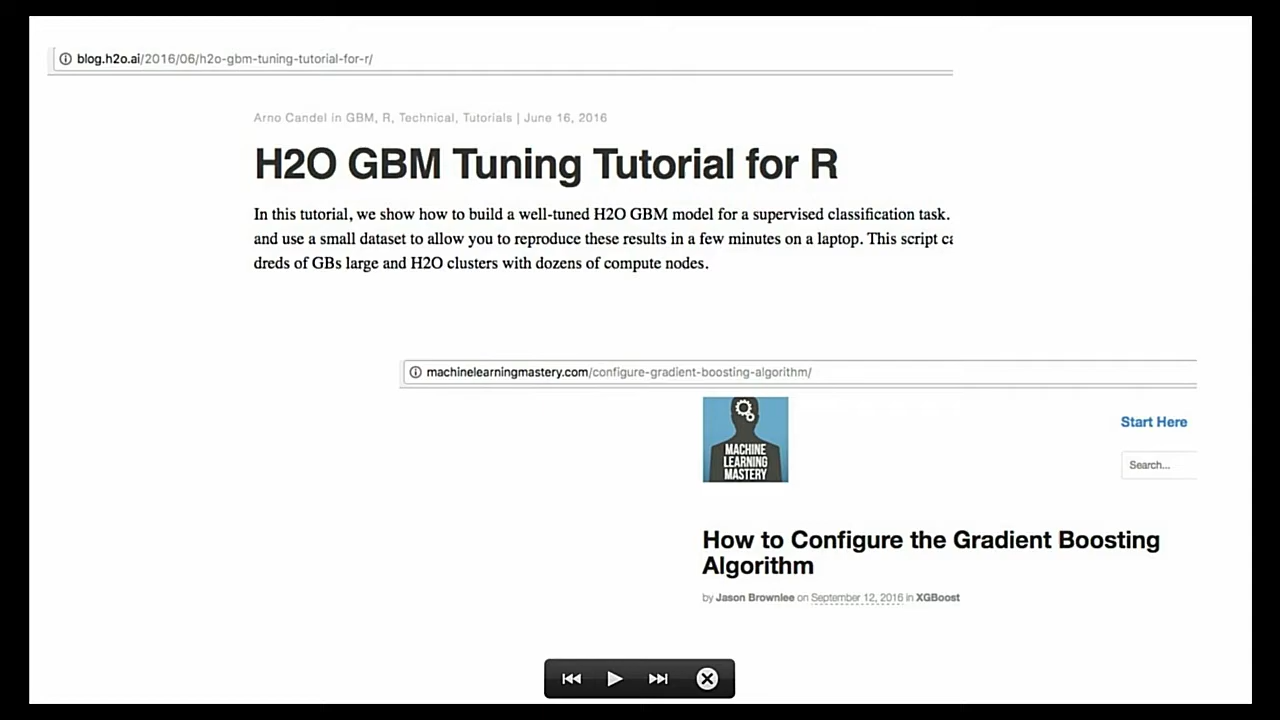 blog.h2o.ai/2016/06/h2o-gbm-tuning-tutorial-for-r/
Arno Candel in GBM, R, Technical, Tutorials | June 16, 2016
H2O GBM Tuning Tutorial for R
In this tutorial, we show how to build a well-tuned H2O GBM model for a supervised classification task.
and use a small dataset to allow you to reproduce these results in a few minutes on a laptop. This script ca
dreds of GBs large and H2O clusters with dozens of compute nodes.
machinelearningmastery.com/configure-gradient-boosting-algorithm/
MACHINE
LEARNING
MASTERY
Start Here
Search...
How to Configure the Gradient Boosting
Algorithm
by Jason Brownlee on September 12, 2016 in XGBoost